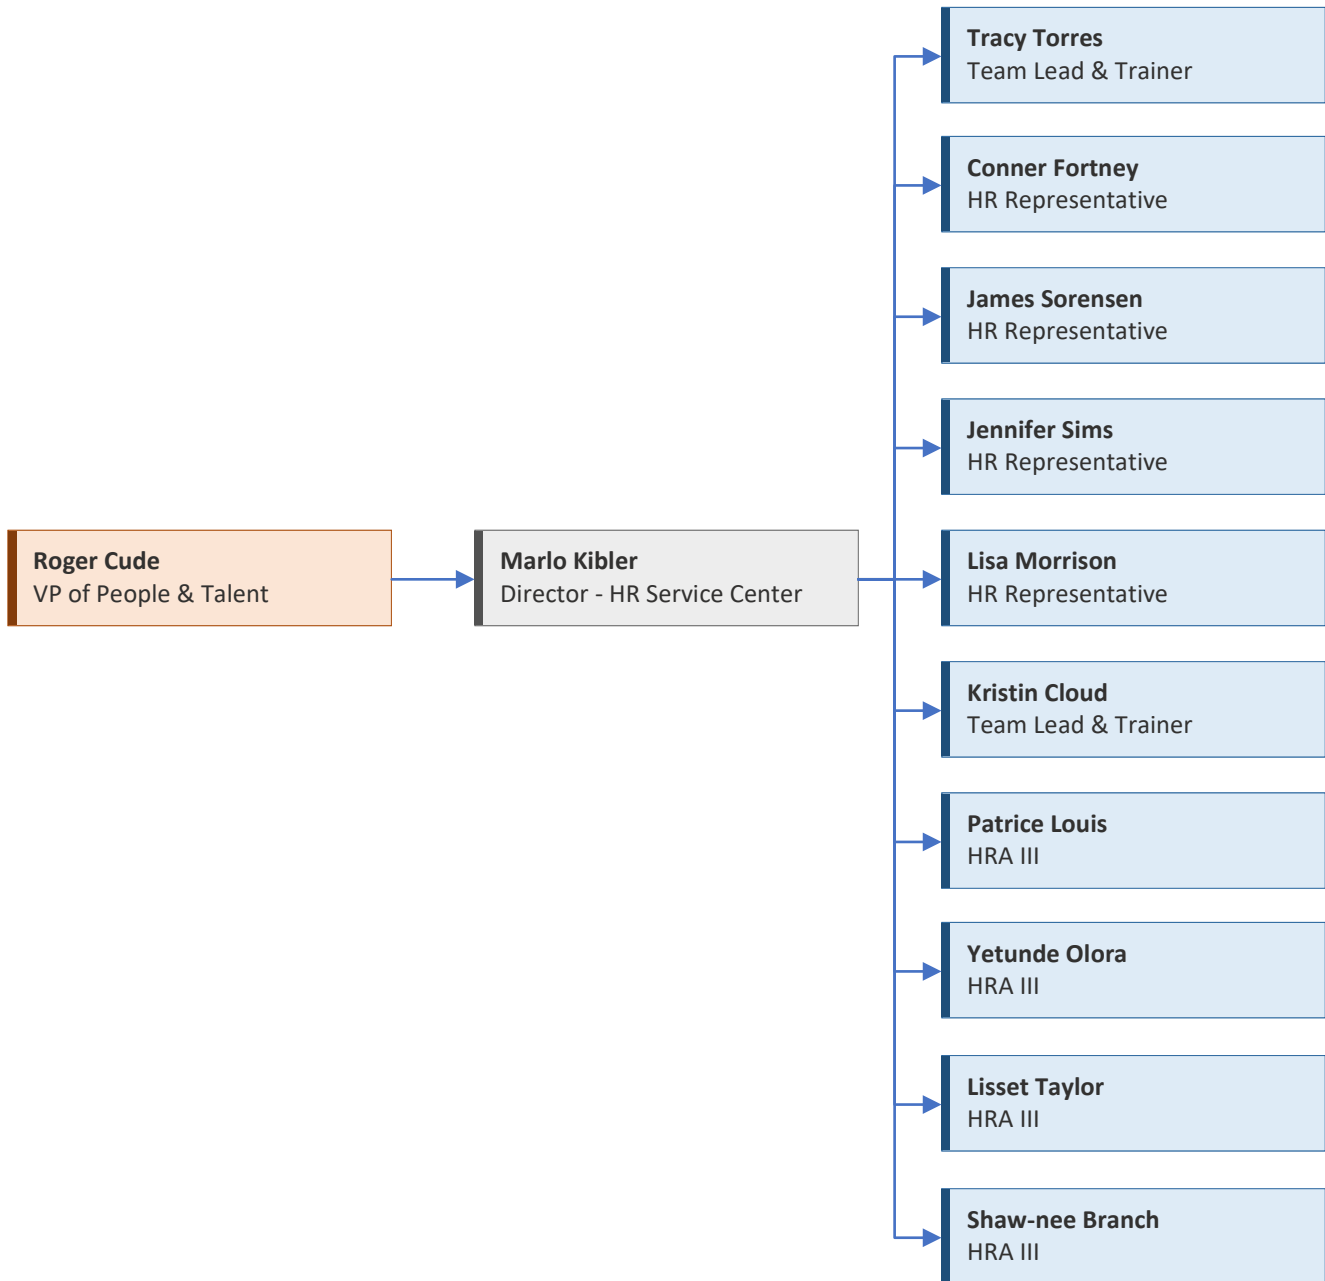 Tracy Torres
Team Lead & Trainer
Conner Fortney
HR Representative
James Sorensen
HR Representative
Jennifer Sims
HR Representative
Roger Cude
VP of People & Talent
Marlo Kibler
Director - HR Service Center
Lisa Morrison
HR Representative
Kristin Cloud
Team Lead & Trainer
Patrice Louis
HRA III
Yetunde Olora
HRA III
Lisset Taylor
HRA III
Shaw-nee Branch
HRA III